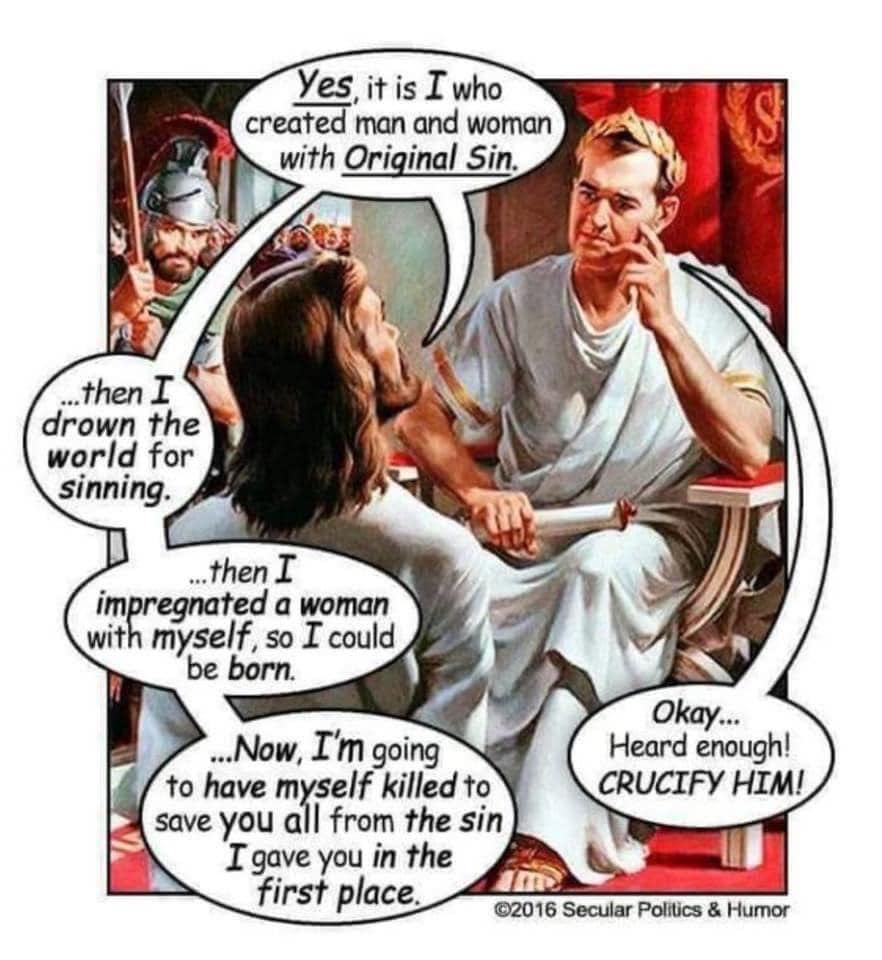 Yes, it is I who
created man and woman
with Original Sin.
...then I
drown the
world for
sinning.
...then I
impregnated a woman
with myself, so I could
be born.
...Now, I'm going
to have myself killed to
save you all from the sin
I gave you in the
first place.
Okay...
Heard enough!
CRUCIFY HIM!
©2016 Secular Politics & Humor